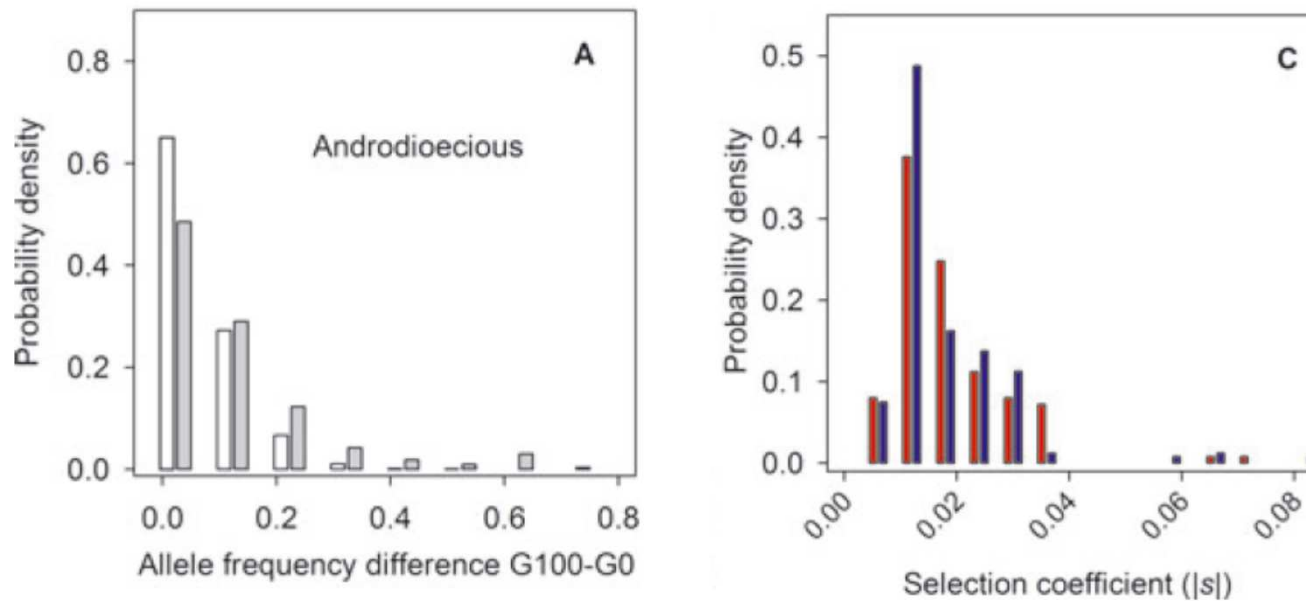 A
Androdioecious
Probability density
0.8
0.6
0.4
0.2
0.0
0.0 0.2 0.4 0.6 0.8
Allele frequency difference G100-G0
C
Probability density
0.5
0.4
0.3
0.2
0.1
0.0
0.00 0.02 0.04 0.06 0.08
Selection coefficient (|s|)